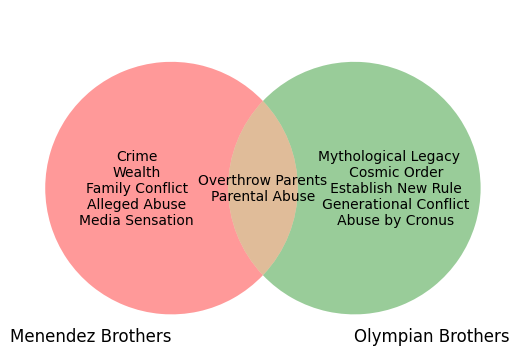 Crime
Wealth
Family Conflict
Alleged Abuse
Media Sensation
Overthrow Parents
Parental Abuse
Mythological Legacy
Cosmic Order
Establish New Rule
Generational Conflict
Abuse by Cronus
Menendez Brothers
Olympian Brothers